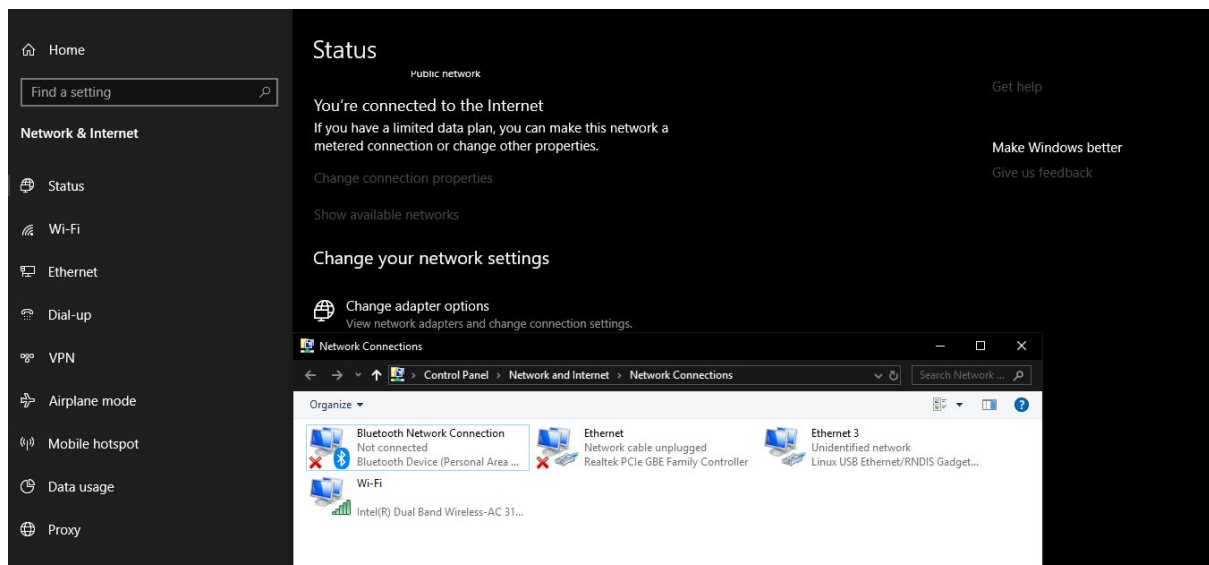 Home
Find a setting
Network & Internet
Status
Wi-Fi
Ethernet
Dial-up
VPN
Airplane mode
Mobile hotspot
Data usage
Proxy
Status
Public network
You're connected to the Internet
If you have a limited data plan, you can make this network a
metered connection or change other properties.
Change connection properties
Show available networks
Change your network settings
Change adapter options
View network adapters and change connection settings.
Get help
Make Windows better
Give us feedback
Network Connections
Control Panel > Network and Internet > Network Connections
Search Network ...
Organize
Bluetooth Network Connection
Not connected
Bluetooth Device (Personal Area ...
Ethernet
Network cable unplugged
Realtek PCIe GBE Family Controller
Ethernet 3
Unidentified network
Linux USB Ethernet/RNDIS Gadget...
Wi-Fi
Intel(R) Dual Band Wireless-AC 31...